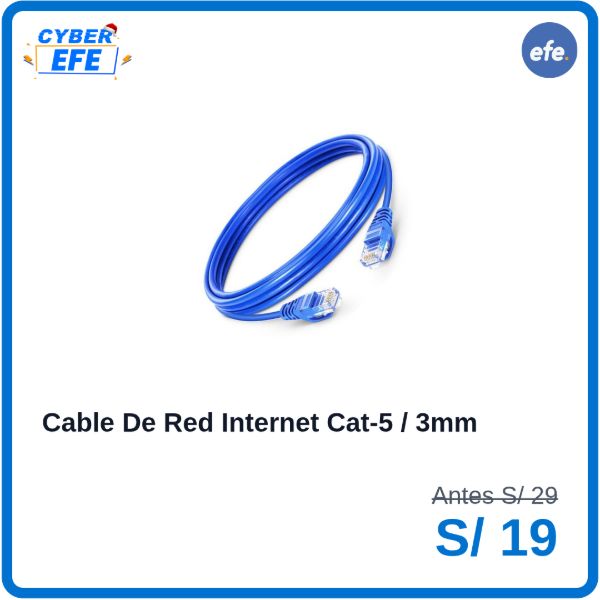 CYBER
EFE
efe.
Cable De Red Internet Cat-5 / 3mm
Antes S/ 29
S/ 19